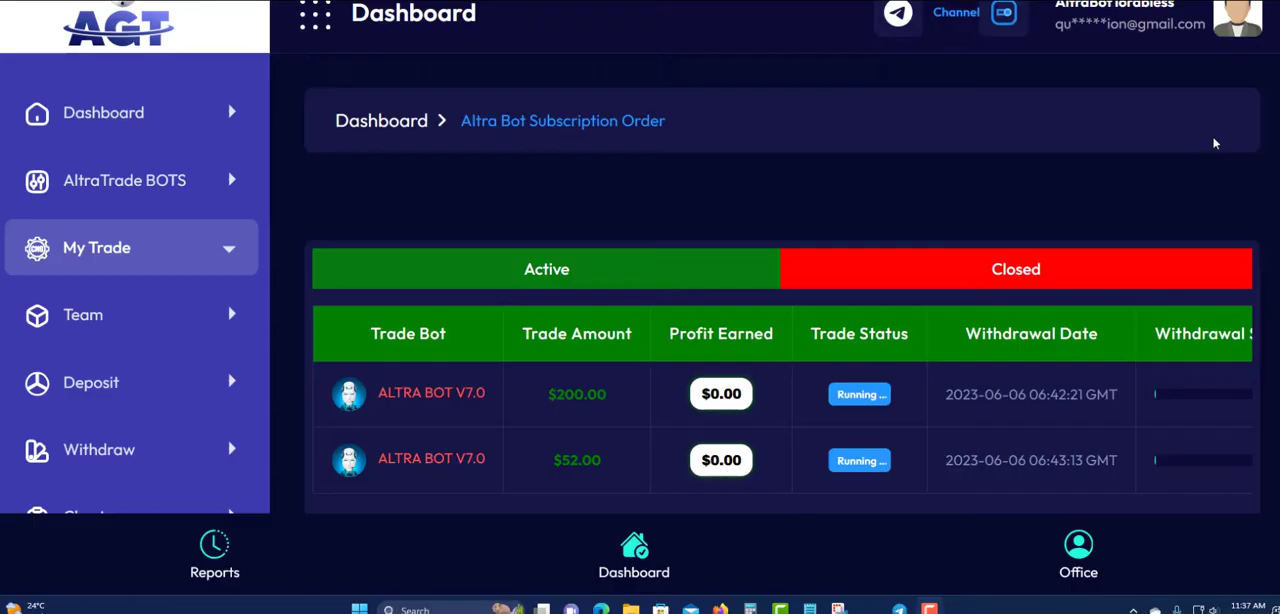 AGT
Dashboard
Channel
qu*****ion@gmail.com
Dashboard
AltraTrade BOTS
My Trade
Team
Deposit
Withdraw
Dashboard > Altra Bot Subscription Order
Active Closed
Trade Bot Trade Amount Profit Earned Trade Status Withdrawal Date Withdrawal
ALTRA BOT V7.0 $200.00 $0.00 Running ... 2023-06-06 06:42:21 GMT
ALTRA BOT V7.0 $52.00 $0.00 Running ... 2023-06-06 06:43:13 GMT
Reports Dashboard Office
24°C Search 11:37 AM